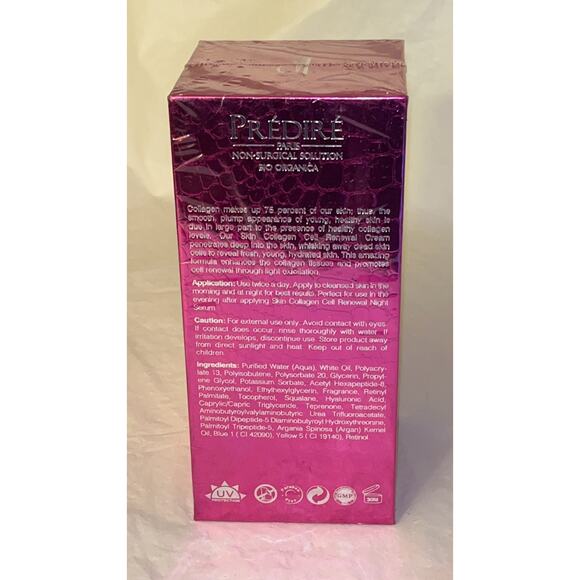 PRÉDIRÉ
PARIS
NON-SURGICAL SOLUTION
BIO ORGANICA
Collagen makes up 75 percent of our skin; thus, the
smooth, plump appearance of young, healthy skin is
due in large part to the presence of healthy collagen
levels. Our Skin Collagen Cell Renewal Cream
penetrates deep into the skin, whisking away dead skin
cells to reveal fresh, young, hydrated skin. This amazing
formula enhances the collagen tissues and promotes
cell renewal through light exfoliation.
Application: Use twice a day. Apply to cleansed skin in the
morning and at night for best results. Perfect for use in the
evening after applying Skin Collagen Cell Renewal Night
Serum.
Caution: For external use only. Avoid contact with eyes.
If contact does occur, rinse thoroughly with water. If
irritation develops, discontinue use. Store product away
from direct sunlight and heat. Keep out of reach of
children.
Ingredients: Purified Water (Aqua), White Oil, Polyacry-
late 13, Polyisobutene, Polysorbate 20, Glycerin, Propyl-
ene Glycol, Potassium Sorbate, Acetyl Hexapeptide-8,
Phenoxyethanol, Ethylhexylglycerin, Fragrance, Retinyl
Palmitate, Tocopherol, Squalane, Hyaluronic Acid,
Caprylic/Capric Triglyceride, Teprenone, Tetradecyl
Aminobutyroylvalylaminobutyric Urea Trifluoroacetate,
Palmitoyl Dipeptide-5 Diaminobutyroyl Hydroxythreonine,
Palmitoyl Tripeptide-5, Argania Spinosa (Argan) Kernel
Oil, Blue 1 ( CI 42090), Yellow 5 ( CI 19140), Retinol
UV
PROTECTION
GMP